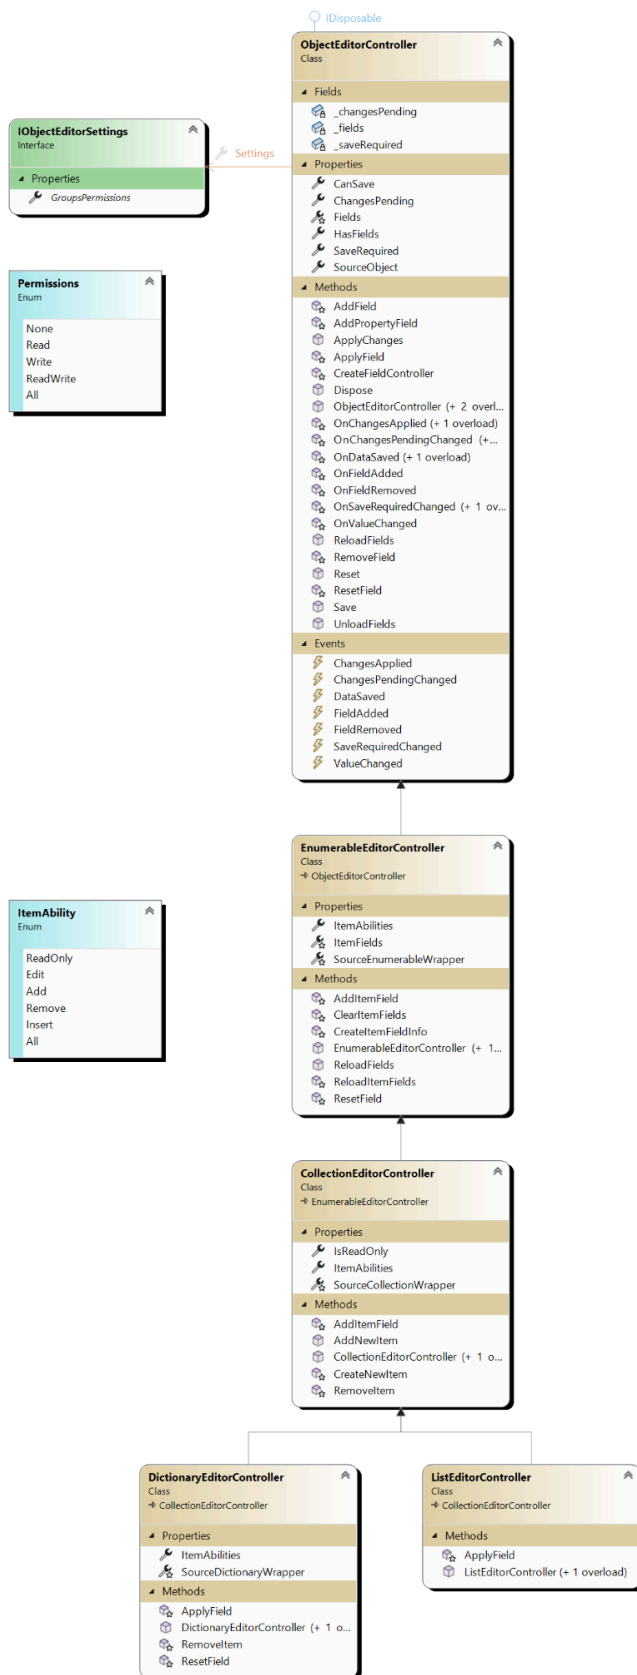 IDisposable
ObjectEditorController
Class
Fields
_changesPending
_fields
_saveRequired
Properties
CanSave
ChangesPending
Fields
HasFields
SaveRequired
SourceObject
Methods
AddField
AddPropertyField
ApplyChanges
ApplyField
CreateFieldController
Dispose
ObjectEditorController (+ 2 overl...
OnChangesApplied (+ 1 overload)
OnChangesPendingChanged (+...
OnDataSaved (+ 1 overload)
OnFieldAdded
OnFieldRemoved
OnSaveRequiredChanged (+ 1 ov...
OnValueChanged
ReloadFields
RemoveField
Reset
ResetField
Save
UnloadFields
Events
ChangesApplied
ChangesPendingChanged
DataSaved
FieldAdded
FieldRemoved
SaveRequiredChanged
ValueChanged
IObjectEditorSettings
Interface
Properties
GroupsPermissions
Settings
Permissions
Enum
None
Read
Write
ReadWrite
All
EnumerableEditorController
Class
ObjectEditorController
Properties
ItemAbilities
ItemFields
SourceEnumerableWrapper
Methods
AddItemField
ClearItemFields
CreateItemFieldInfo
EnumerableEditorController (+ 1...
ReloadFields
ReloadItemFields
ResetField
ItemAbility
Enum
ReadOnly
Edit
Add
Remove
Insert
All
CollectionEditorController
Class
EnumerableEditorController
Properties
IsReadOnly
ItemAbilities
SourceCollectionWrapper
Methods
AddItemField
AddNewItem
CollectionEditorController (+ 1 o...
CreateNewItem
RemoveItem
DictionaryEditorController
Class
CollectionEditorController
Properties
ItemAbilities
SourceDictionaryWrapper
Methods
ApplyField
DictionaryEditorController (+ 1 o...
RemoveItem
ResetField
ListEditorController
Class
CollectionEditorController
Methods
ApplyField
ListEditorController (+ 1 overload)